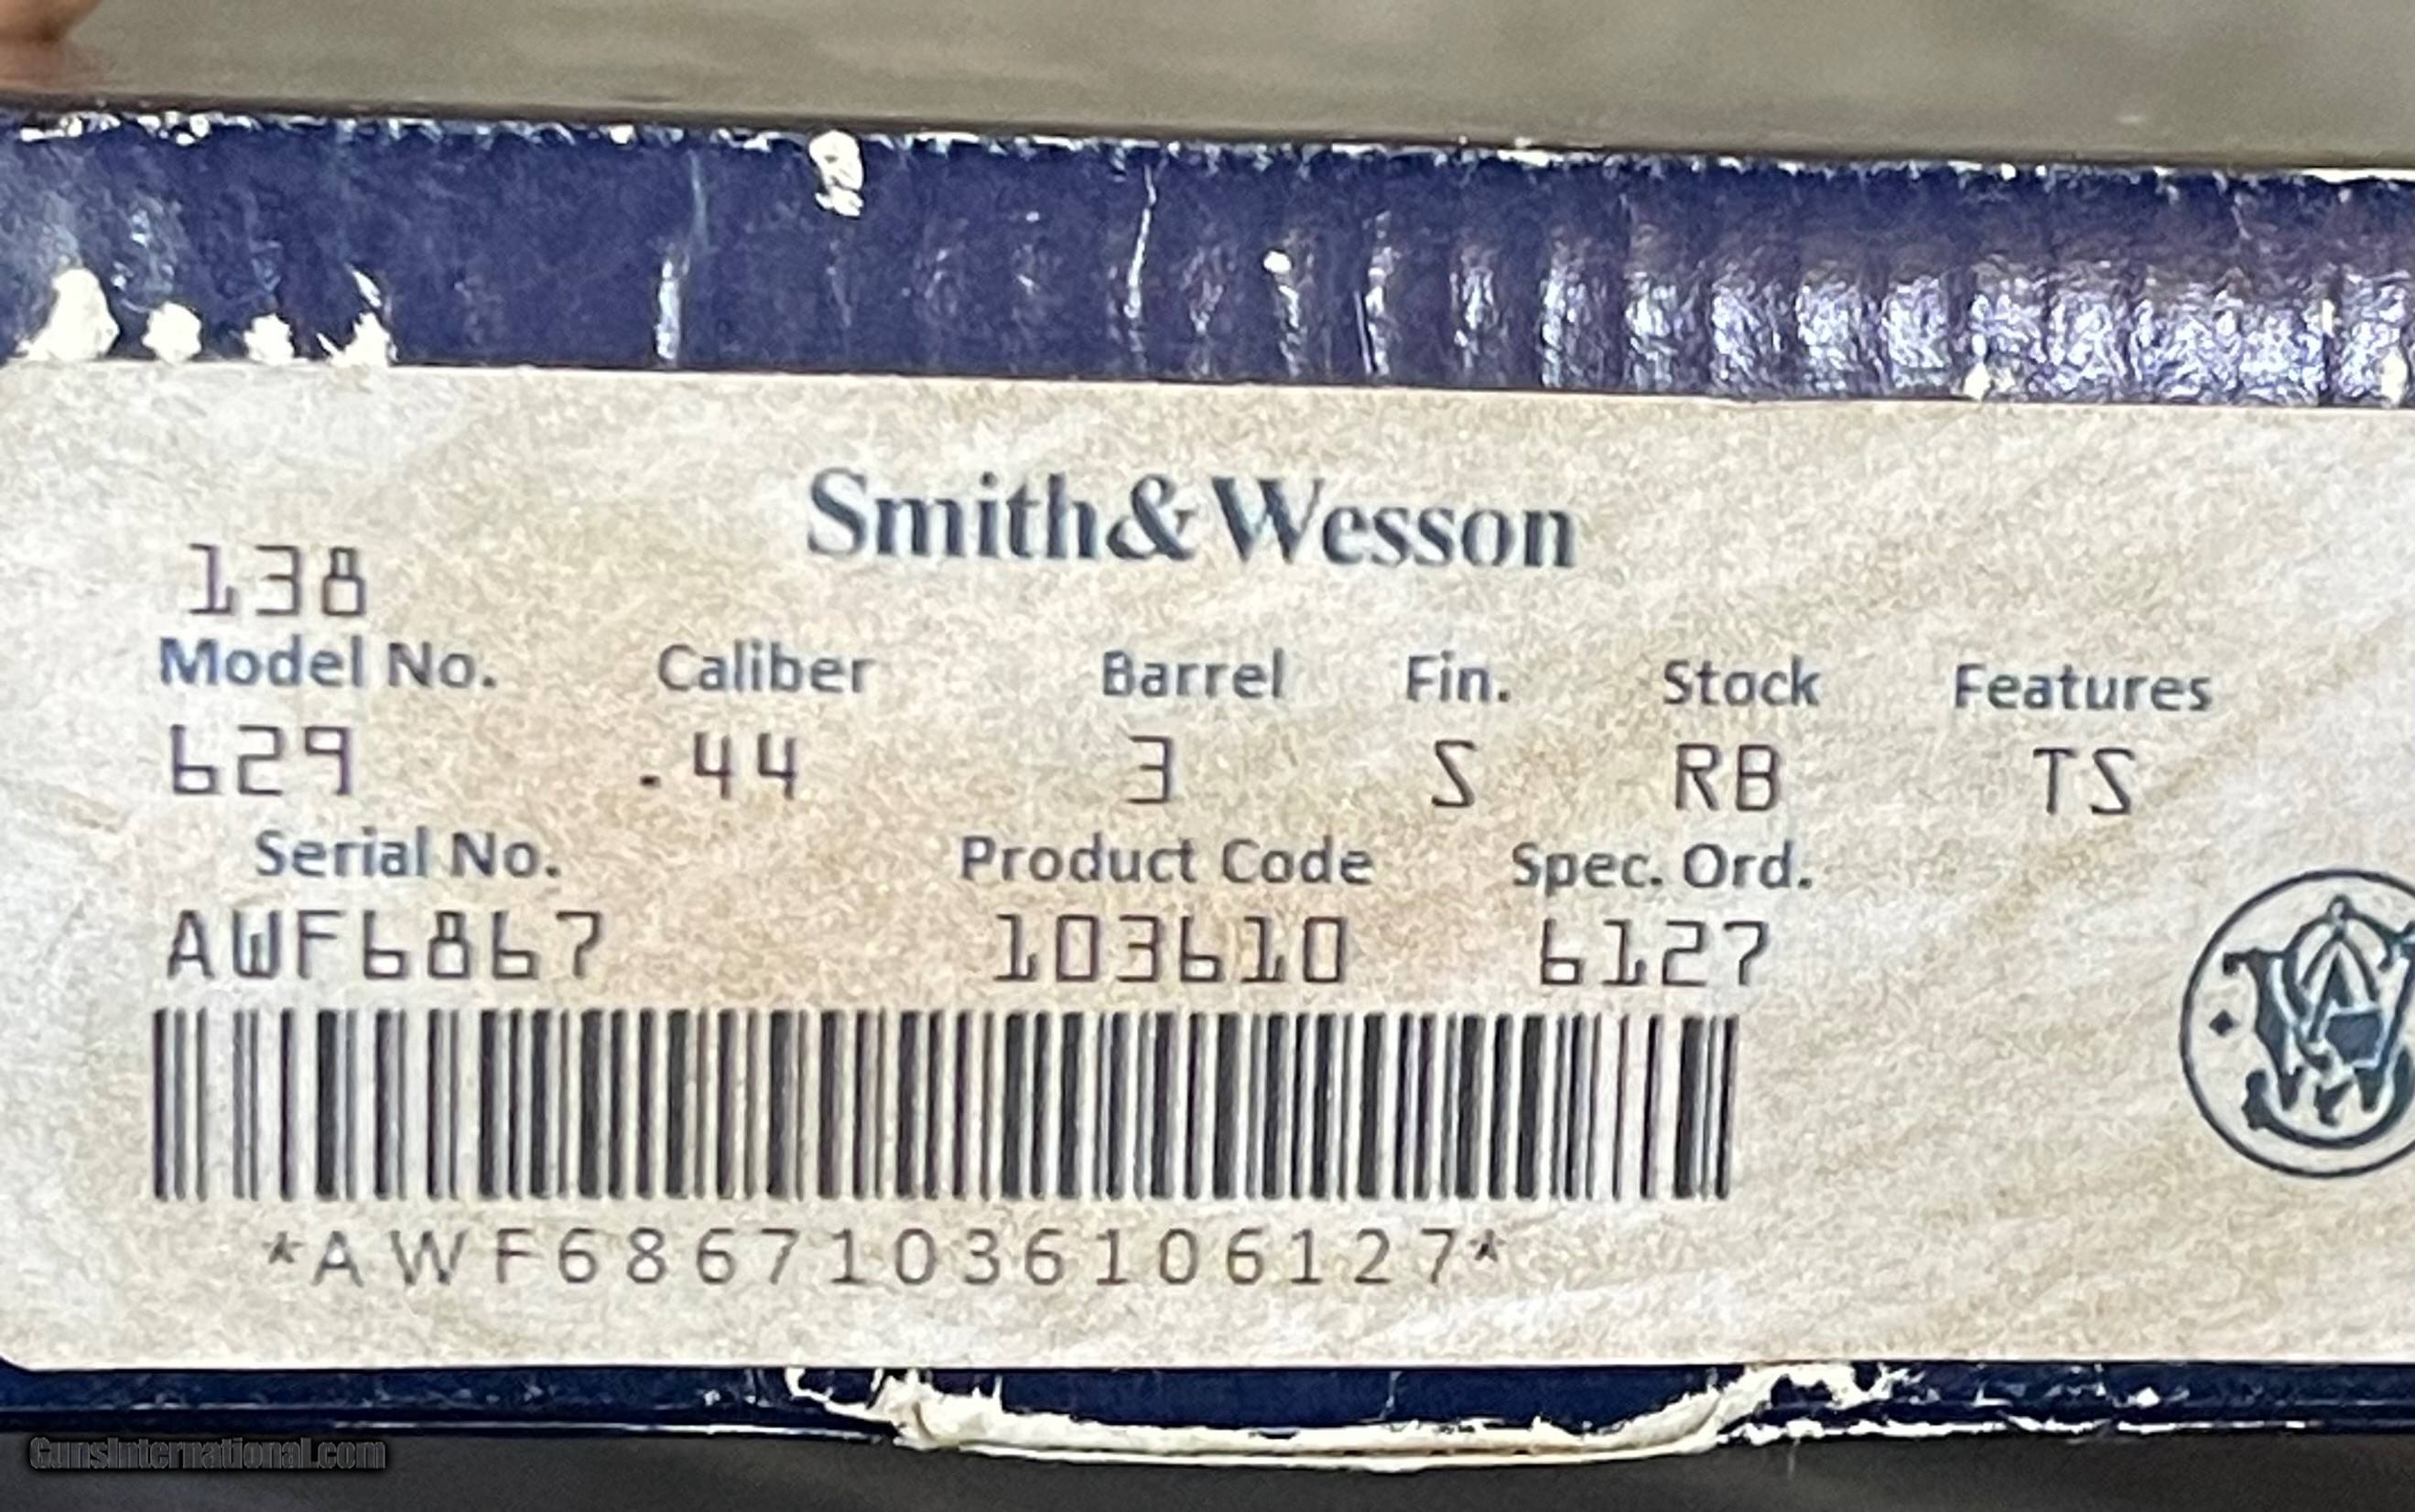 Smith&Wesson
138
Model No. Caliber Barrel Fin. Stock Features
629 .44 3 S RB TS
Serial No. Product Code Spec. Ord.
AWF6867 103610 6127
*AWF68671036106127*
GunsInternational.com